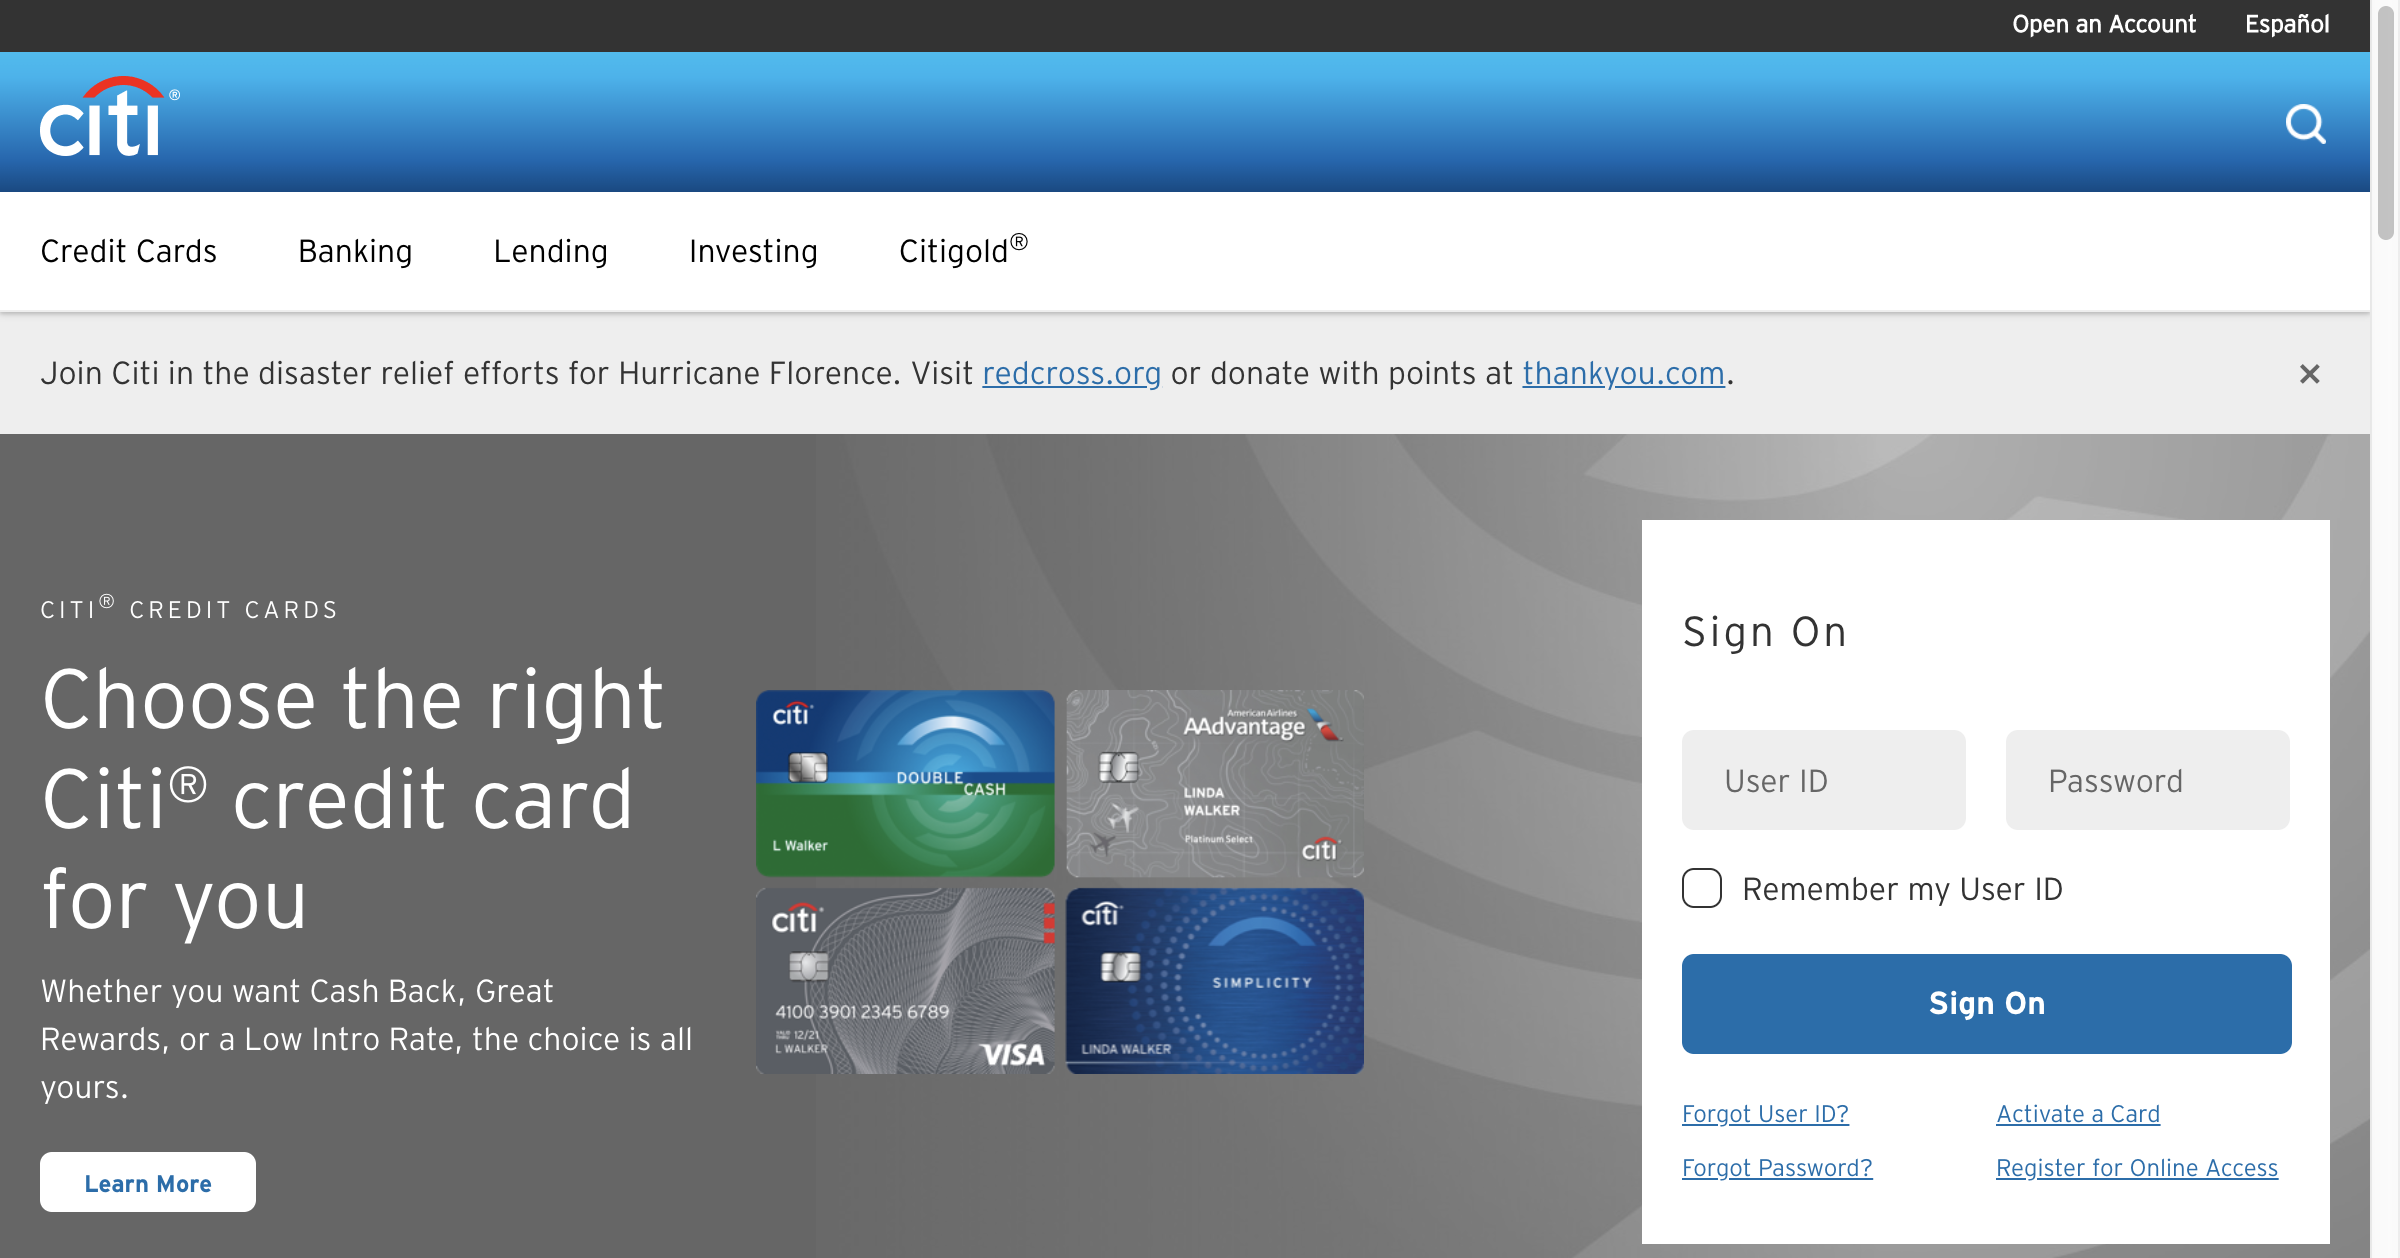 Open an Account
Español
citi®
Credit Cards
Banking
Lending
Investing
Citigold®
Join Citi in the disaster relief efforts for Hurricane Florence. Visit redcross.org or donate with points at thankyou.com.
CITI® CREDIT CARDS
Choose the right
Citi® credit card
for you
Whether you want Cash Back, Great
Rewards, or a Low Intro Rate, the choice is all
yours.
Learn More
citi
DOUBLE
CASH
L Walker
American Airlines
AAdvantage
LINDA
WALKER
Platinum Select
citi
citi
4100 3901 2345 6789
12/21
L WALKER
VISA
citi
SIMPLICITY
LINDA WALKER
Sign On
User ID
Password
Remember my User ID
Sign On
Forgot User ID?
Activate a Card
Forgot Password?
Register for Online Access